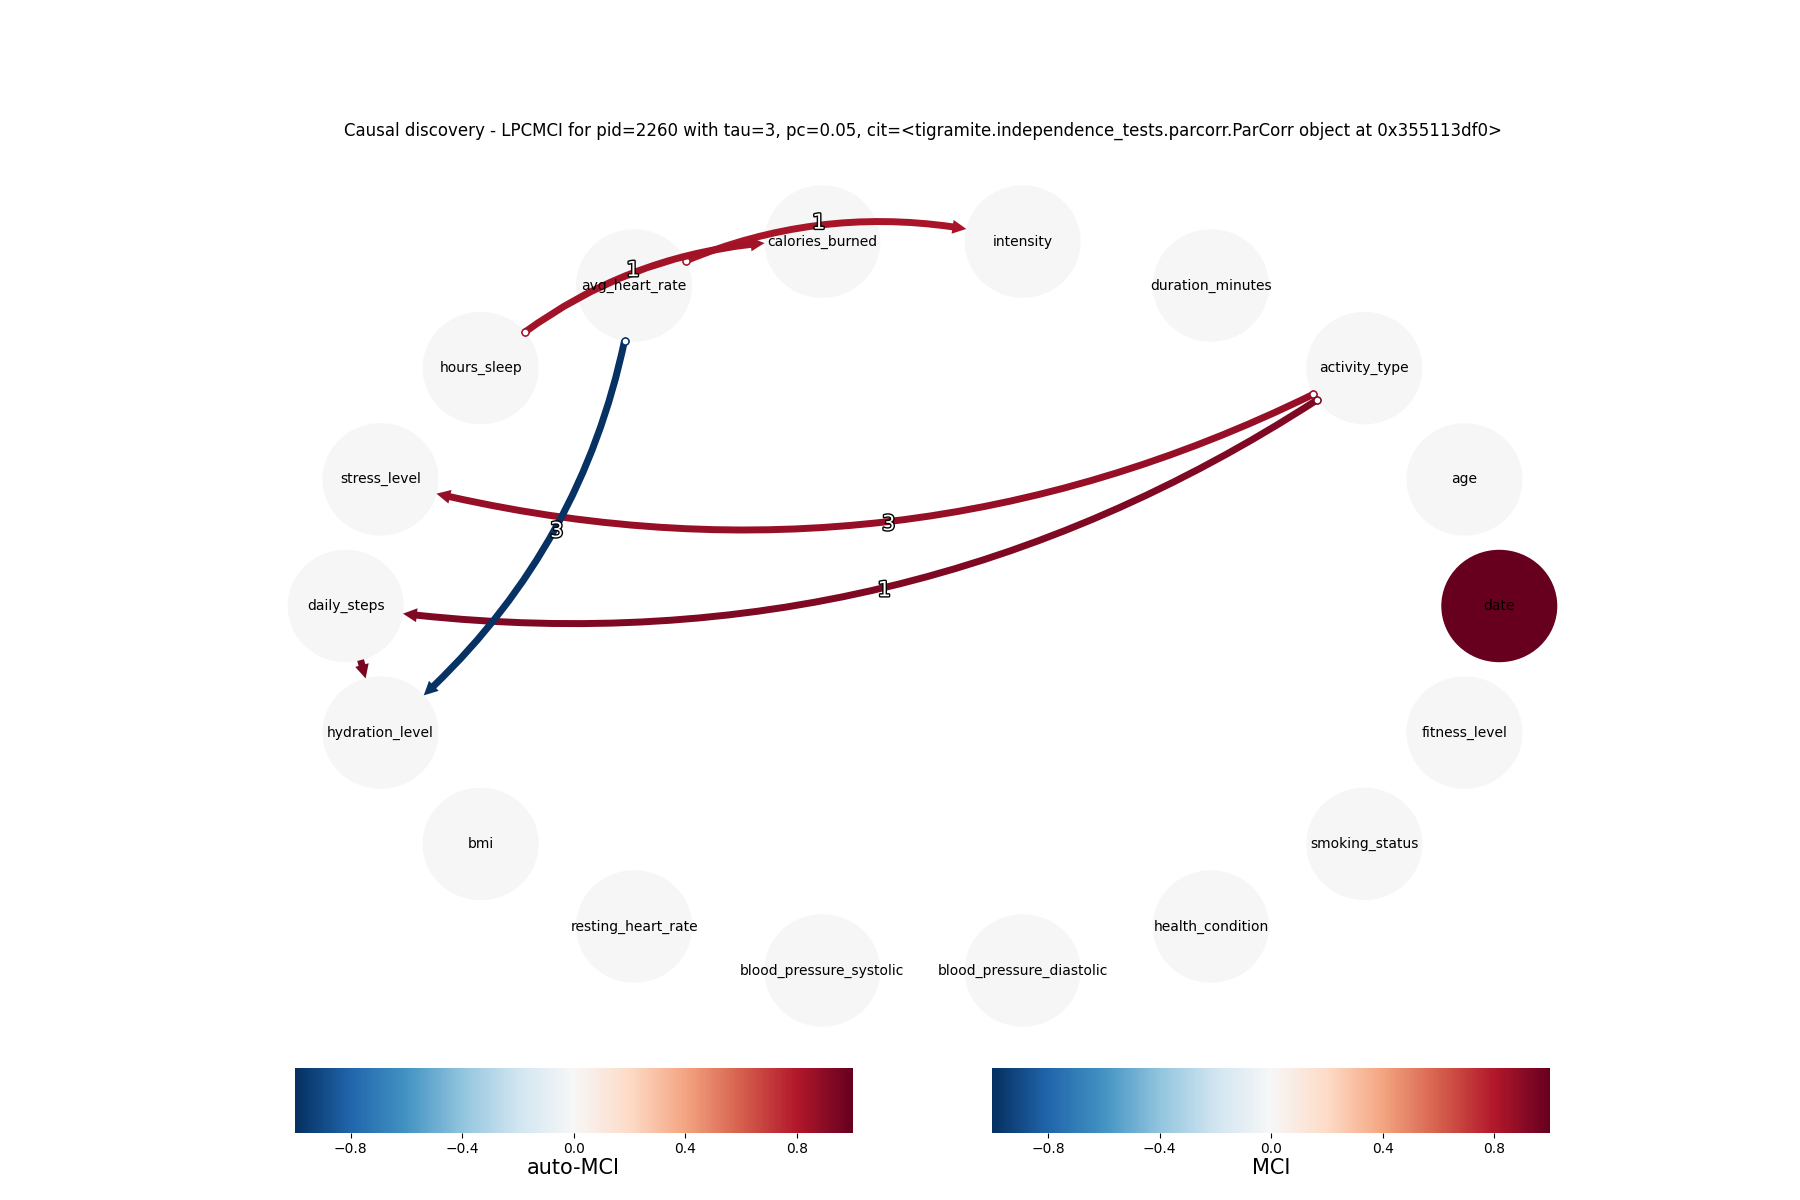 Causal discovery - LPCMCI for pid=2260 with tau=3, pc=0.05, cit=<tigramite.independence_tests.parcorr.ParCorr object at 0x355113df0>
1
calories_burned
intensity
1
avg_heart_rate
duration_minutes
hours_sleep
activity_type
stress_level
age
3
3
1
daily_steps
date
hydration_level
fitness_level
bmi
smoking_status
resting_heart_rate
health_condition
blood_pressure_systolic
blood_pressure_diastolic
−0.8 −0.4 0.0 0.4 0.8
auto-MCI
−0.8 −0.4 0.0 0.4 0.8
MCI